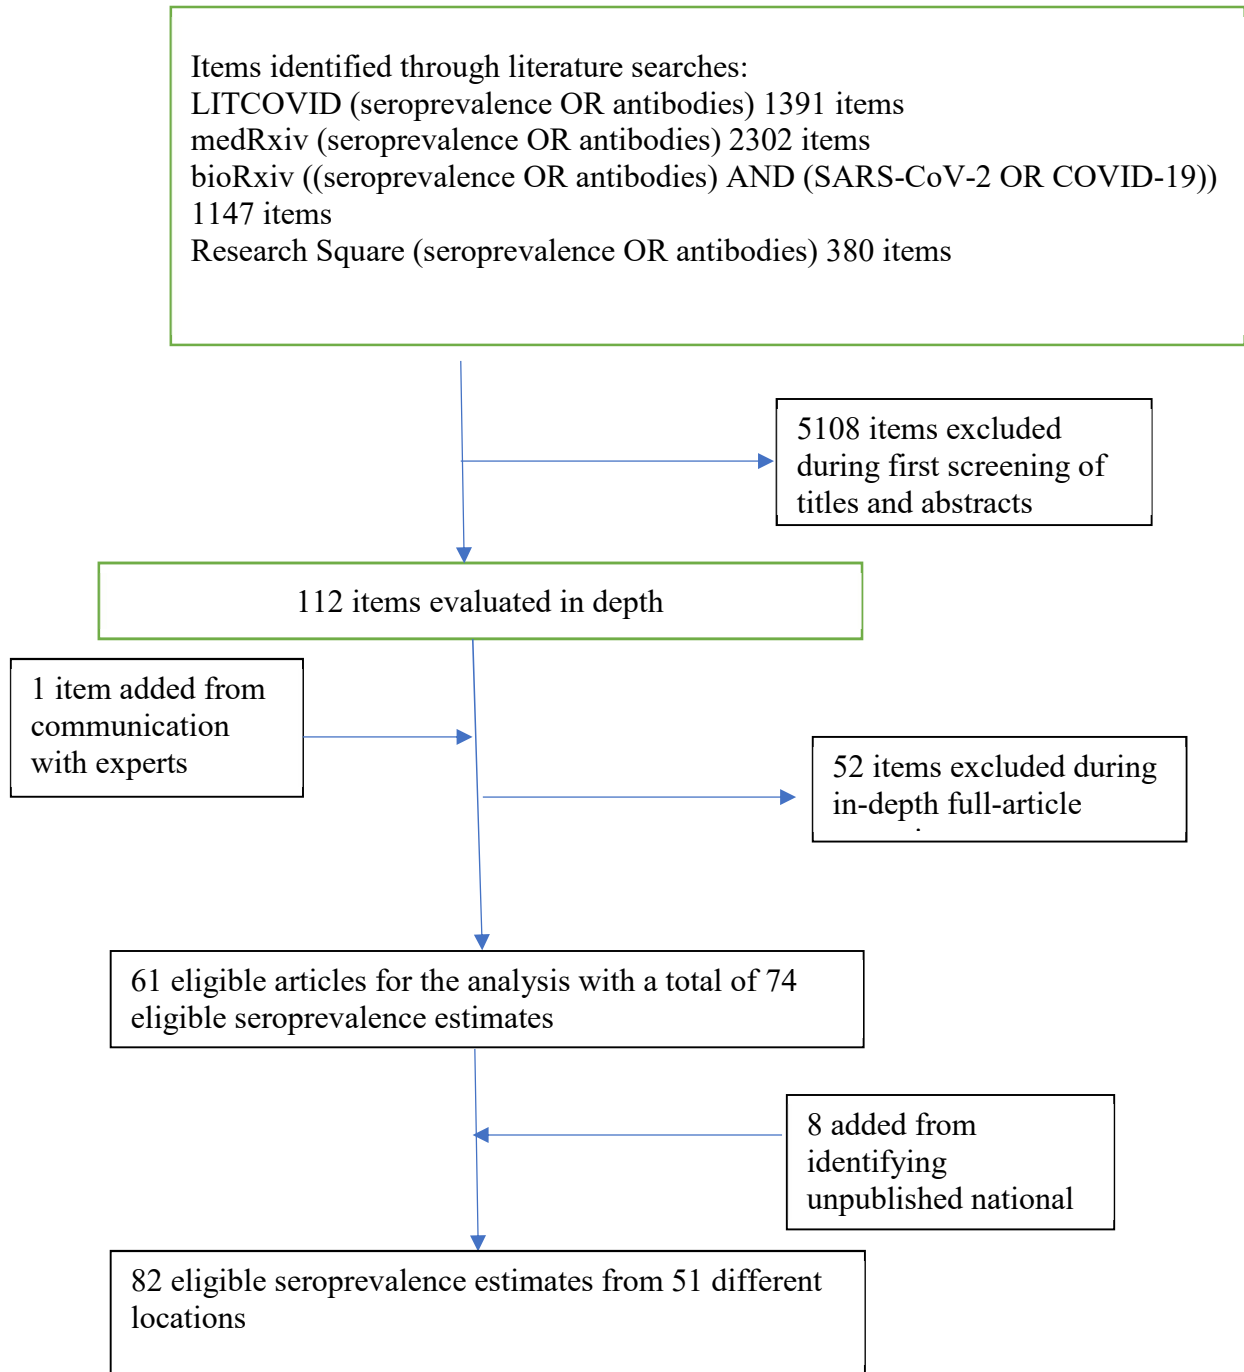 Items identified through literature searches:
LITCOVID (seroprevalence OR antibodies) 1391 items
medRxiv (seroprevalence OR antibodies) 2302 items
bioRxiv ((seroprevalence OR antibodies) AND (SARS-CoV-2 OR COVID-19))
1147 items
Research Square (seroprevalence OR antibodies) 380 items
5108 items excluded
during first screening of
titles and abstracts
112 items evaluated in depth
1 item added from
communication
with experts
52 items excluded during
in-depth full-article
61 eligible articles for the analysis with a total of 74
eligible seroprevalence estimates
8 added from
identifying
unpublished national
82 eligible seroprevalence estimates from 51 different
locations